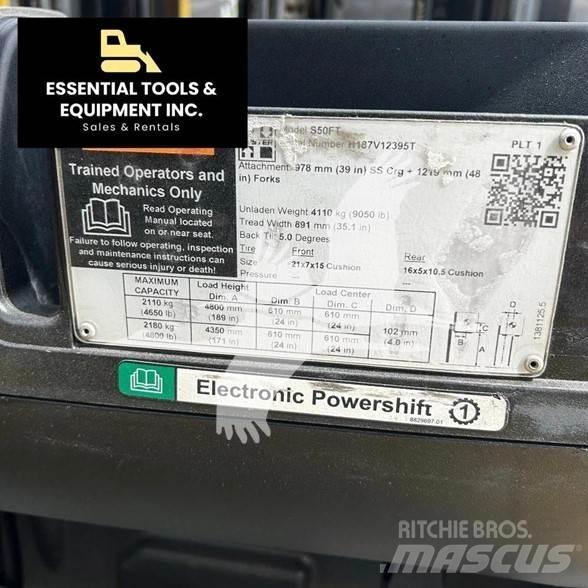 ESSENTIAL TOOLS &
EQUIPMENT INC.
Sales & Rentals
Trained Operators and
Mechanics Only
Read Operating
Manual located
on or near seat.
Failure to follow operating, inspection
and maintenance instructions can
cause serious injury or death!
Model S50FT
Number H187V12395T
PLT 1
Attachment 978 mm (39 in) SS Crg + 1219 mm (48
in) Forks
Unladen Weight 4110 kg (9050 lb)
Tread Width 891 mm (35.1 in)
Back Tilt 5.0 Degrees
Tire Front Rear
Size 21x7x15 Cushion 16x5x10.5 Cushion
Pressure --- ---
MAXIMUM CAPACITY Load Height Dim. A Load Center Dim. B Dim. C Dim. D
2110 kg 4800 mm 610 mm 610 mm
(4650 lb) (189 in) (24 in) (24 in)
2180 kg 4350 mm 610 mm 610 mm 102 mm
(4800 lb) (171 in) (24 in) (24 in) (4.0 in)
D
C
B
A
1381125.5
Electronic Powershift 1
8829697-01
RITCHIE BROS.
MASCUS